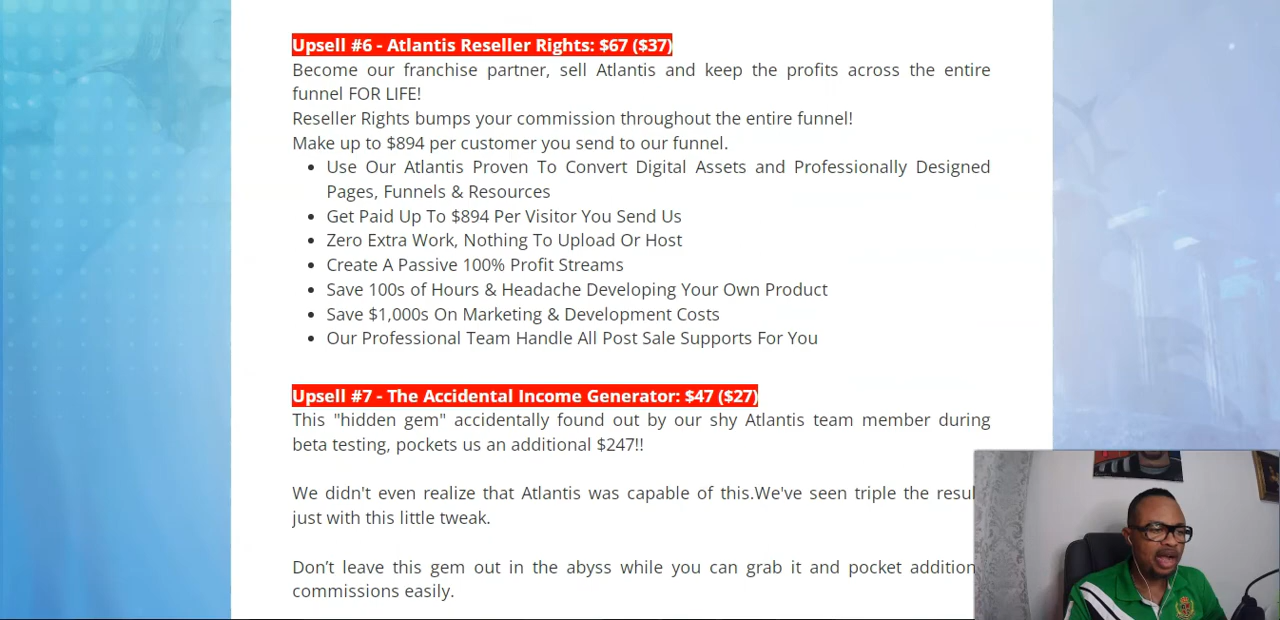 Upsell #6 - Atlantis Reseller Rights: $67 ($37)
Become our franchise partner, sell Atlantis and keep the profits across the entire
funnel FOR LIFE!
Reseller Rights bumps your commission throughout the entire funnel!
Make up to $894 per customer you send to our funnel.
• Use Our Atlantis Proven To Convert Digital Assets and Professionally Designed
Pages, Funnels & Resources
• Get Paid Up To $894 Per Visitor You Send Us
• Zero Extra Work, Nothing To Upload Or Host
• Create A Passive 100% Profit Streams
• Save 100s of Hours & Headache Developing Your Own Product
• Save $1,000s On Marketing & Development Costs
• Our Professional Team Handle All Post Sale Supports For You
Upsell #7 - The Accidental Income Generator: $47 ($27)
This "hidden gem" accidentally found out by our shy Atlantis team member during
beta testing, pockets us an additional $247!!
We didn't even realize that Atlantis was capable of this.We've seen triple the resul
just with this little tweak.
Don’t leave this gem out in the abyss while you can grab it and pocket addition
commissions easily.